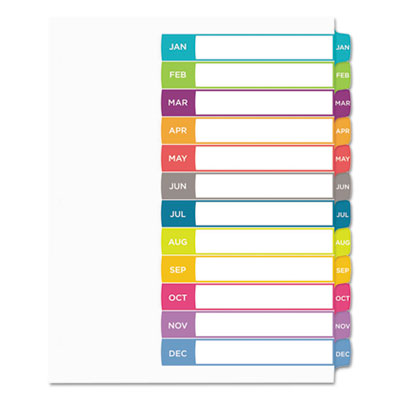 JAN JAN
FEB FEB
MAR MAR
APR APR
MAY MAY
JUN JUN
JUL JUL
AUG AUG
SEP SEP
OCT OCT
NOV NOV
DEC DEC